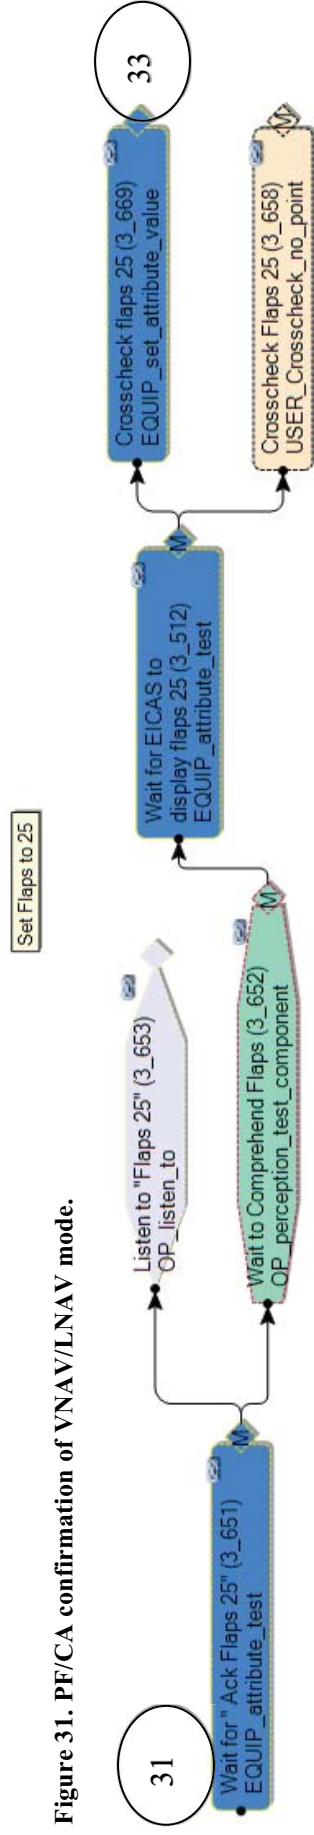 Figure 31. PF/CA confirmation of VNAV/LNAV mode.
Set Flaps to 25
31
Wait for " Ack Flaps 25" (3_651)
EQUIP_attribute_test
M
Listen to "Flaps 25" (3_653)
OP_listen_to
Wait to Comprehend Flaps (3_652)
OP_perception_test_component
M
Wait for EICAS to
display flaps 25 (3_512)
EQUIP_attribute_test
M
Crosscheck flaps 25 (3_669)
EQUIP_set_attribute_value
33
Crosscheck Flaps 25 (3_658)
USER_Crosscheck_no_point
M